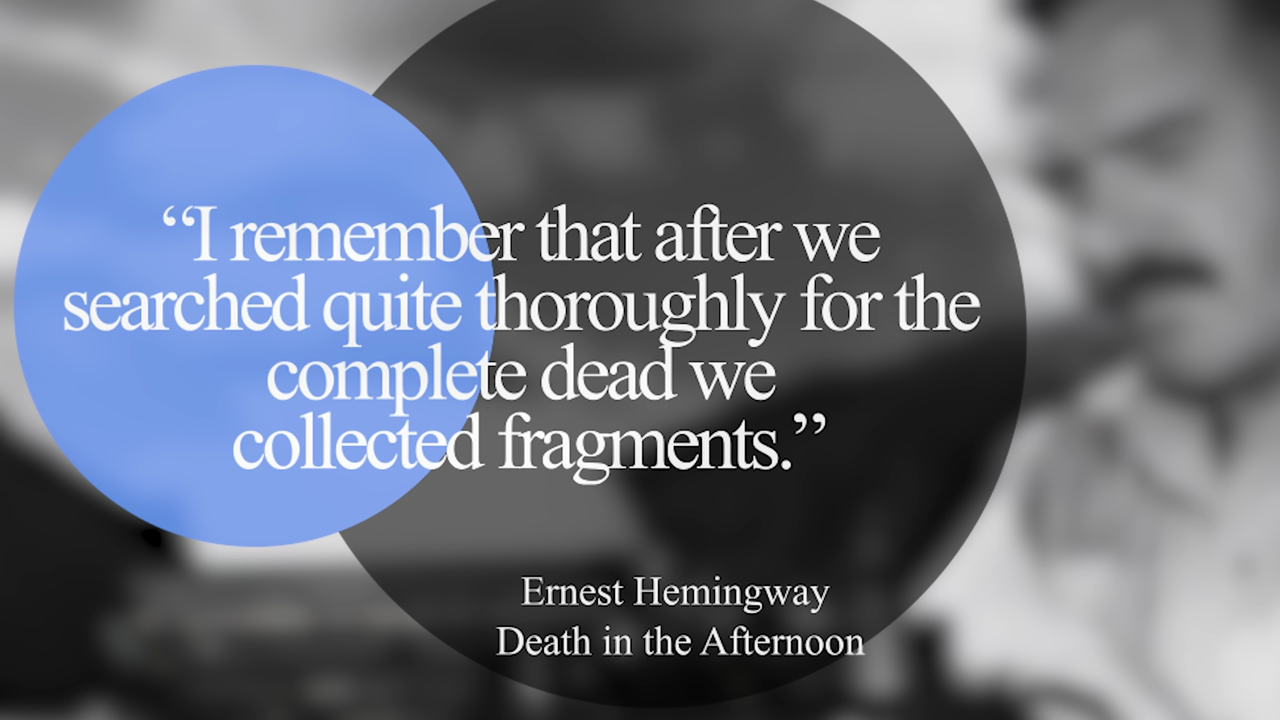 “I remember that after we
searched quite thoroughly for the
complete dead we
collected fragments.”
Ernest Hemingway
Death in the Afternoon